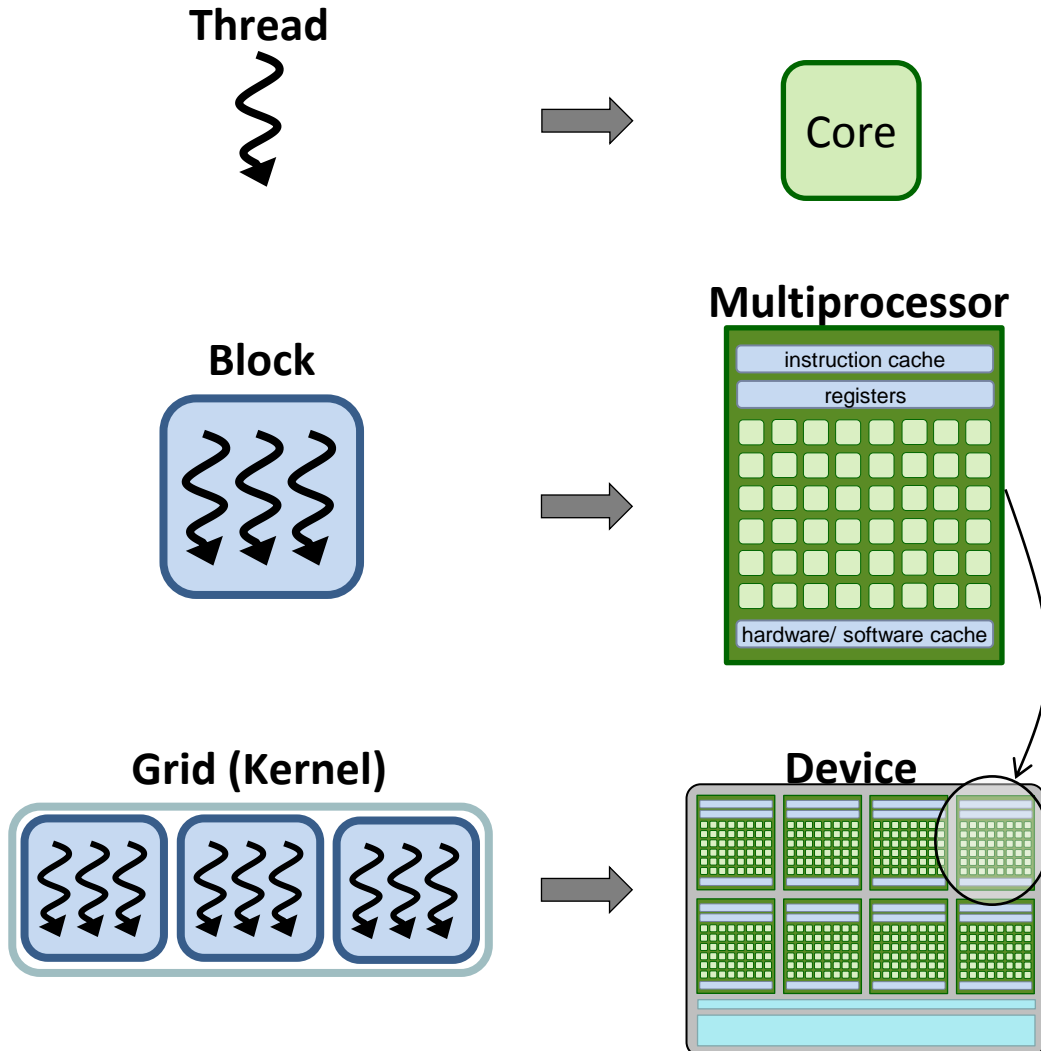 Thread
Core
Multiprocessor
instruction cache
registers
Block
hardware/ software cache
Grid (Kernel)
Device